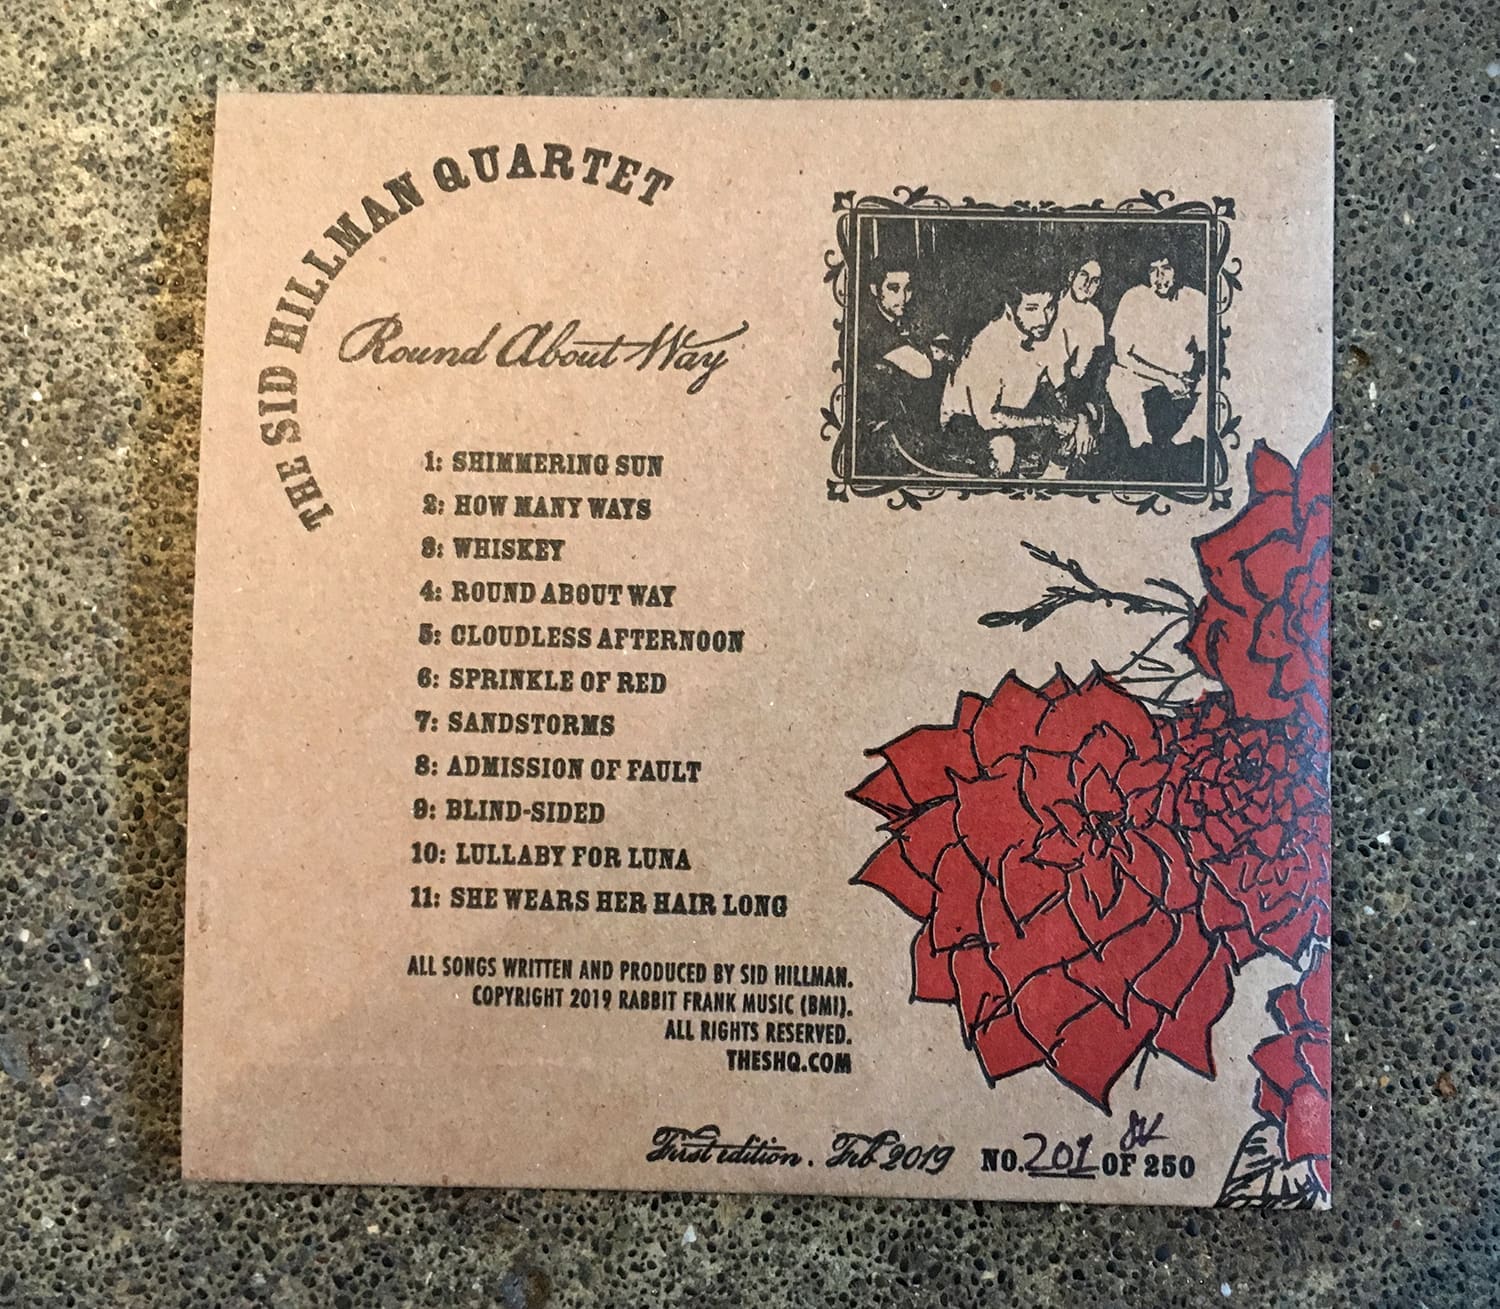 THE SID HILLMAN QUARTET
Round About Way
1: SHIMMERING SUN
2: HOW MANY WAYS
3: WHISKEY
4: ROUND ABOUT WAY
5: CLOUDLESS AFTERNOON
6: SPRINKLE OF RED
7: SANDSTORMS
8: ADMISSION OF FAULT
9: BLIND-SIDED
10: LULLABY FOR LUNA
11: SHE WEARS HER HAIR LONG
ALL SONGS WRITTEN AND PRODUCED BY SID HILLMAN.
COPYRIGHT 2019 RABBIT FRANK MUSIC (BMI).
ALL RIGHTS RESERVED.
THESHQ.COM
First edition. Feb 2019 NO. 201 OF 250